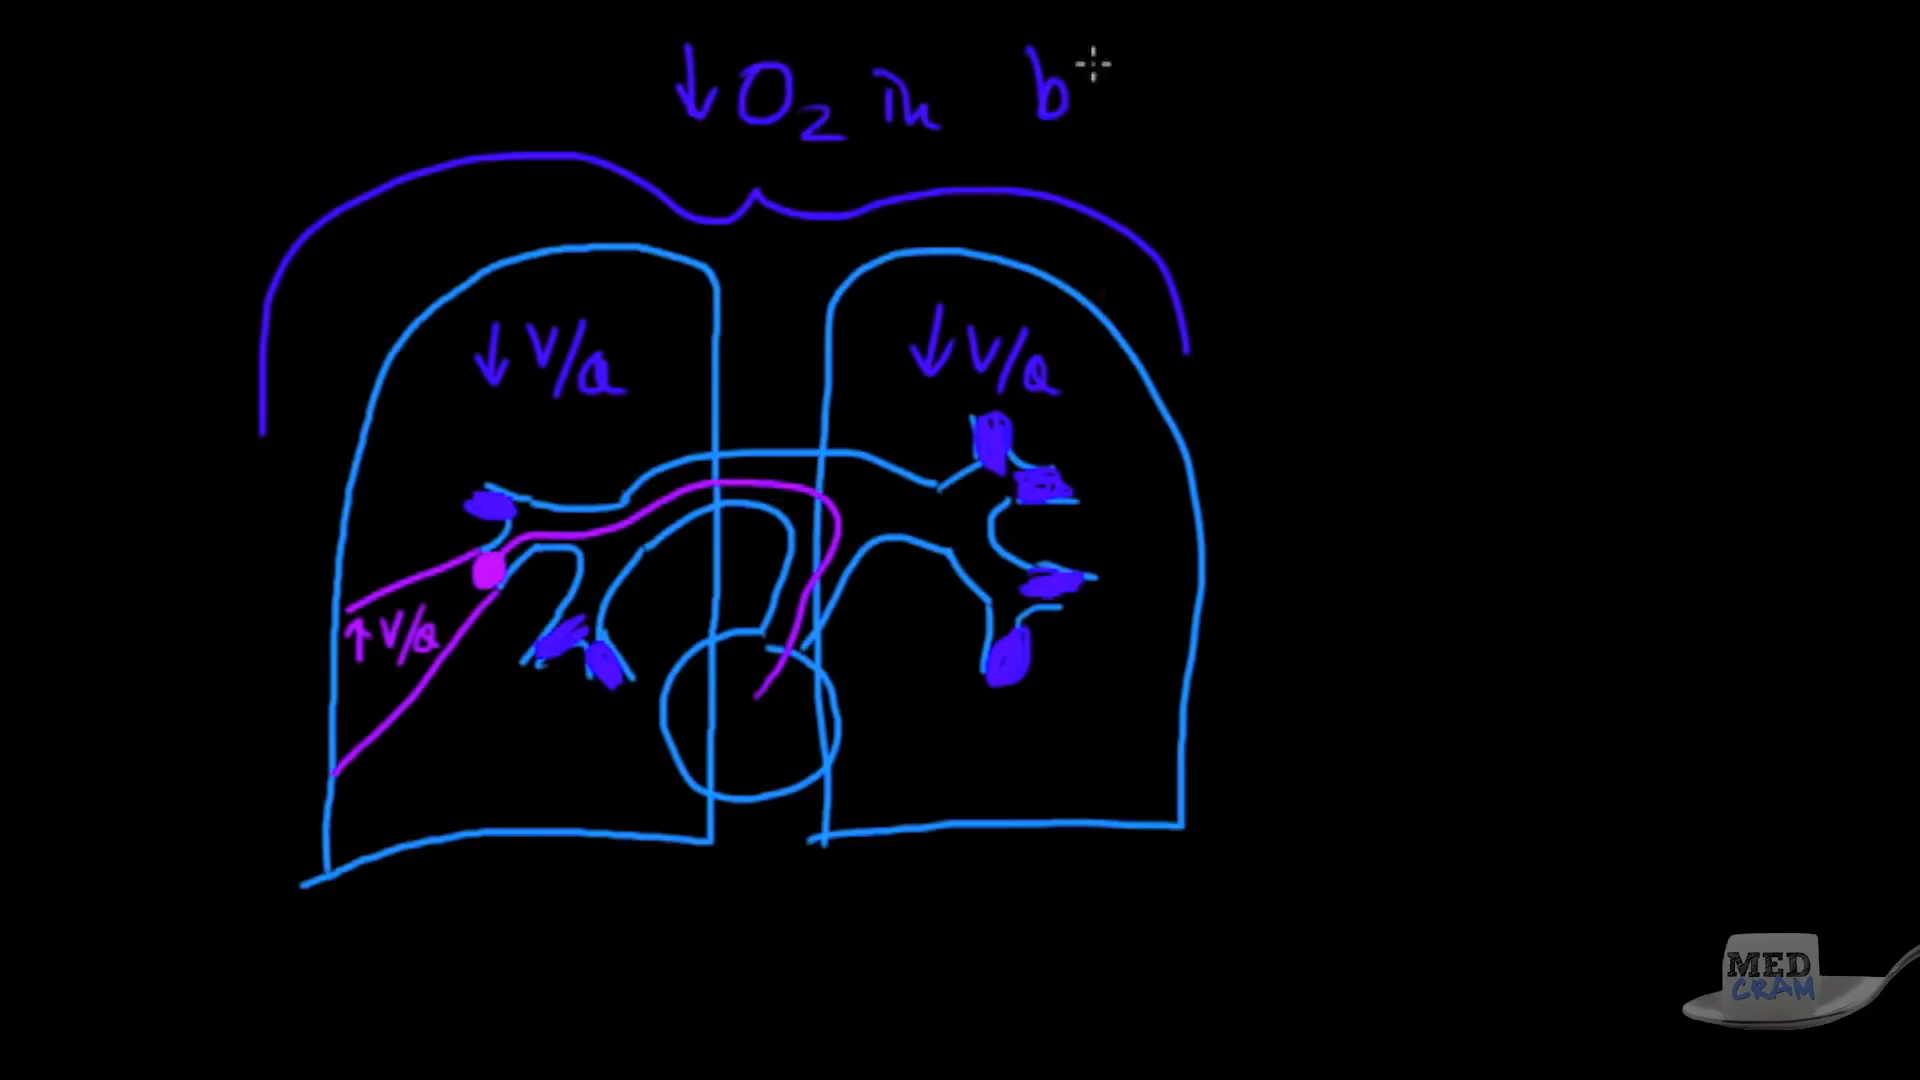 ↓O₂ in b
↓V/Q ↓V/Q
↑V/Q
MED
CRAM